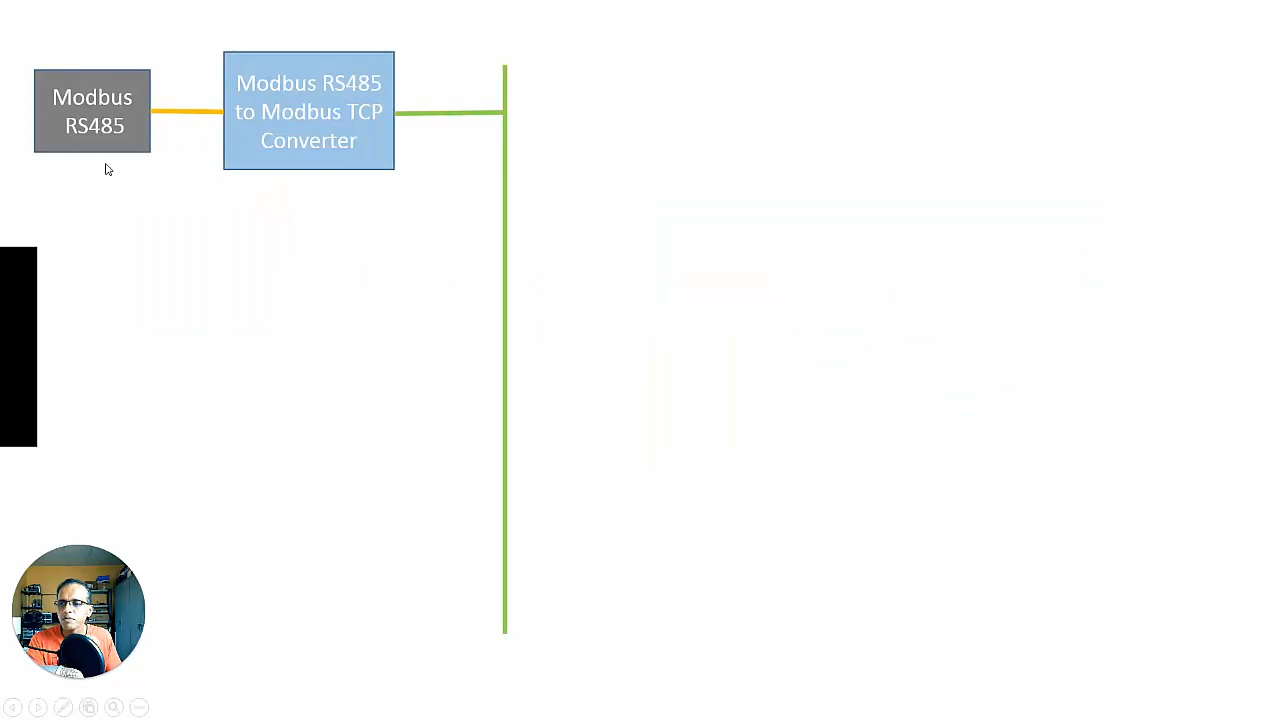 Modbus
RS485
Modbus RS485
to Modbus TCP
Converter